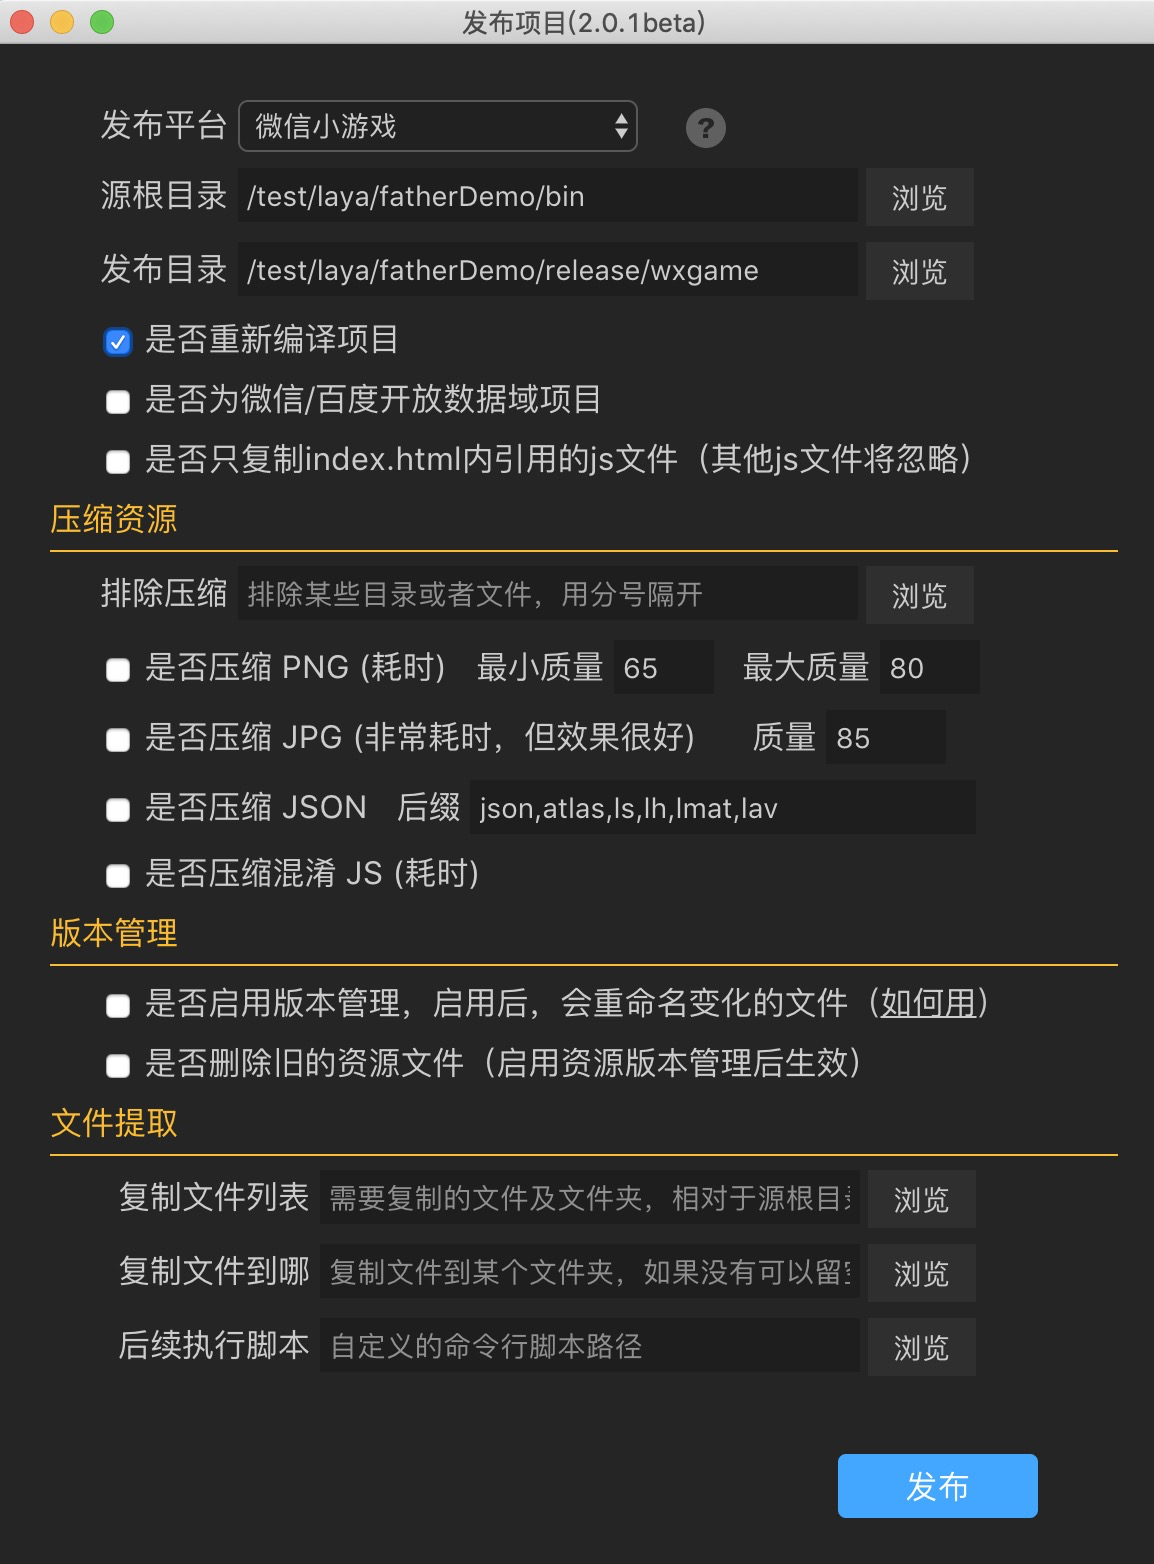 发布项目(2.0.1beta)
发布平台 微信小游戏 ?
源根目录 /test/laya/fatherDemo/bin 浏览
发布目录 /test/laya/fatherDemo/release/wxgame 浏览
是否重新编译项目
是否为微信/百度开放数据域项目
是否只复制index.html内引用的js文件（其他js文件将忽略）
压缩资源
排除压缩 排除某些目录或者文件，用分号隔开 浏览
是否压缩 PNG (耗时) 最小质量 65 最大质量 80
是否压缩 JPG (非常耗时，但效果很好) 质量 85
是否压缩 JSON 后缀 json,atlas,ls,lh,lmat,lav
是否压缩混淆 JS (耗时)
版本管理
是否启用版本管理，启用后，会重命名变化的文件（如何用）
是否删除旧的资源文件（启用资源版本管理后生效）
文件提取
复制文件列表 需要复制的文件及文件夹，相对于源根目 浏览
复制文件到哪 复制文件到某个文件夹，如果没有可以留 浏览
后续执行脚本 自定义的命令行脚本路径 浏览
发布